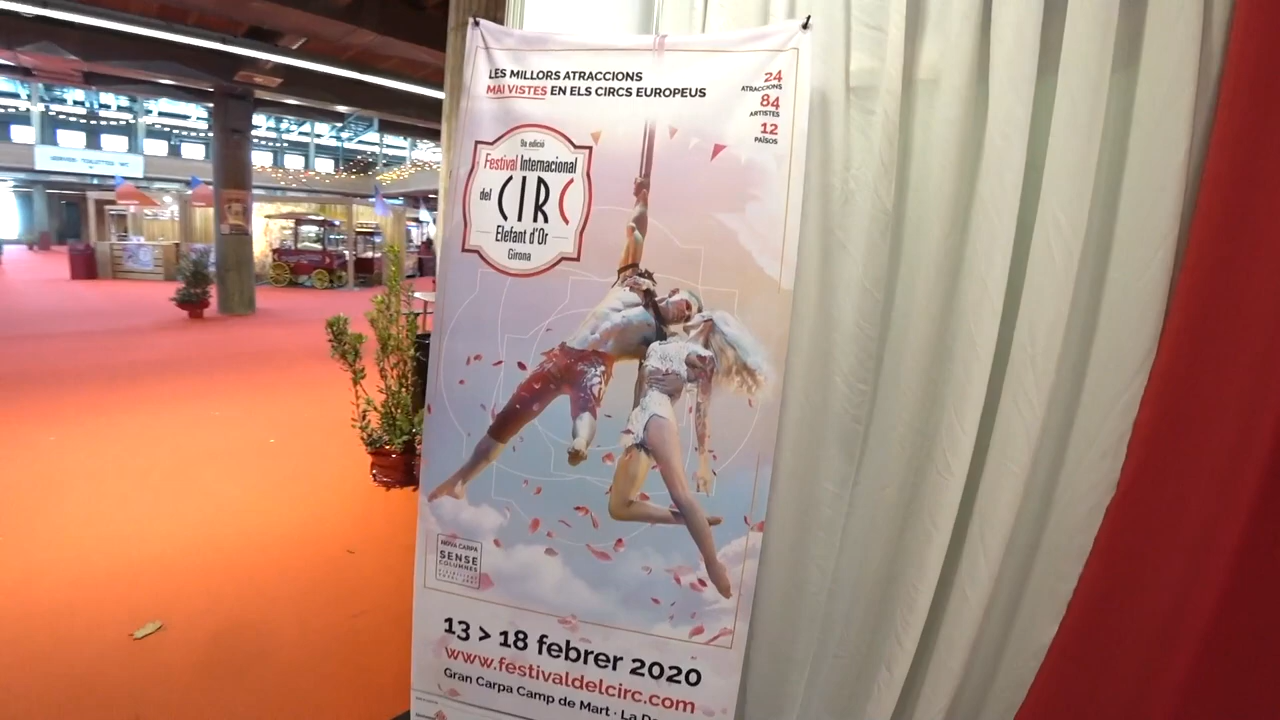 LES MILLORS ATRACCIONS
MAI VISTES EN ELS CIRCS EUROPEUS
24
ATRACCIONS
84
ARTISTES
12
PAÏSOS
9a edició
Festival Internacional
del CIRC
Elefant d'Or
Girona
NOVA CARPA
SENSE
COLUMNES
13 > 18 febrer 2020
www.festivaldelcirc.com
Gran Carpa Camp de Mart · La